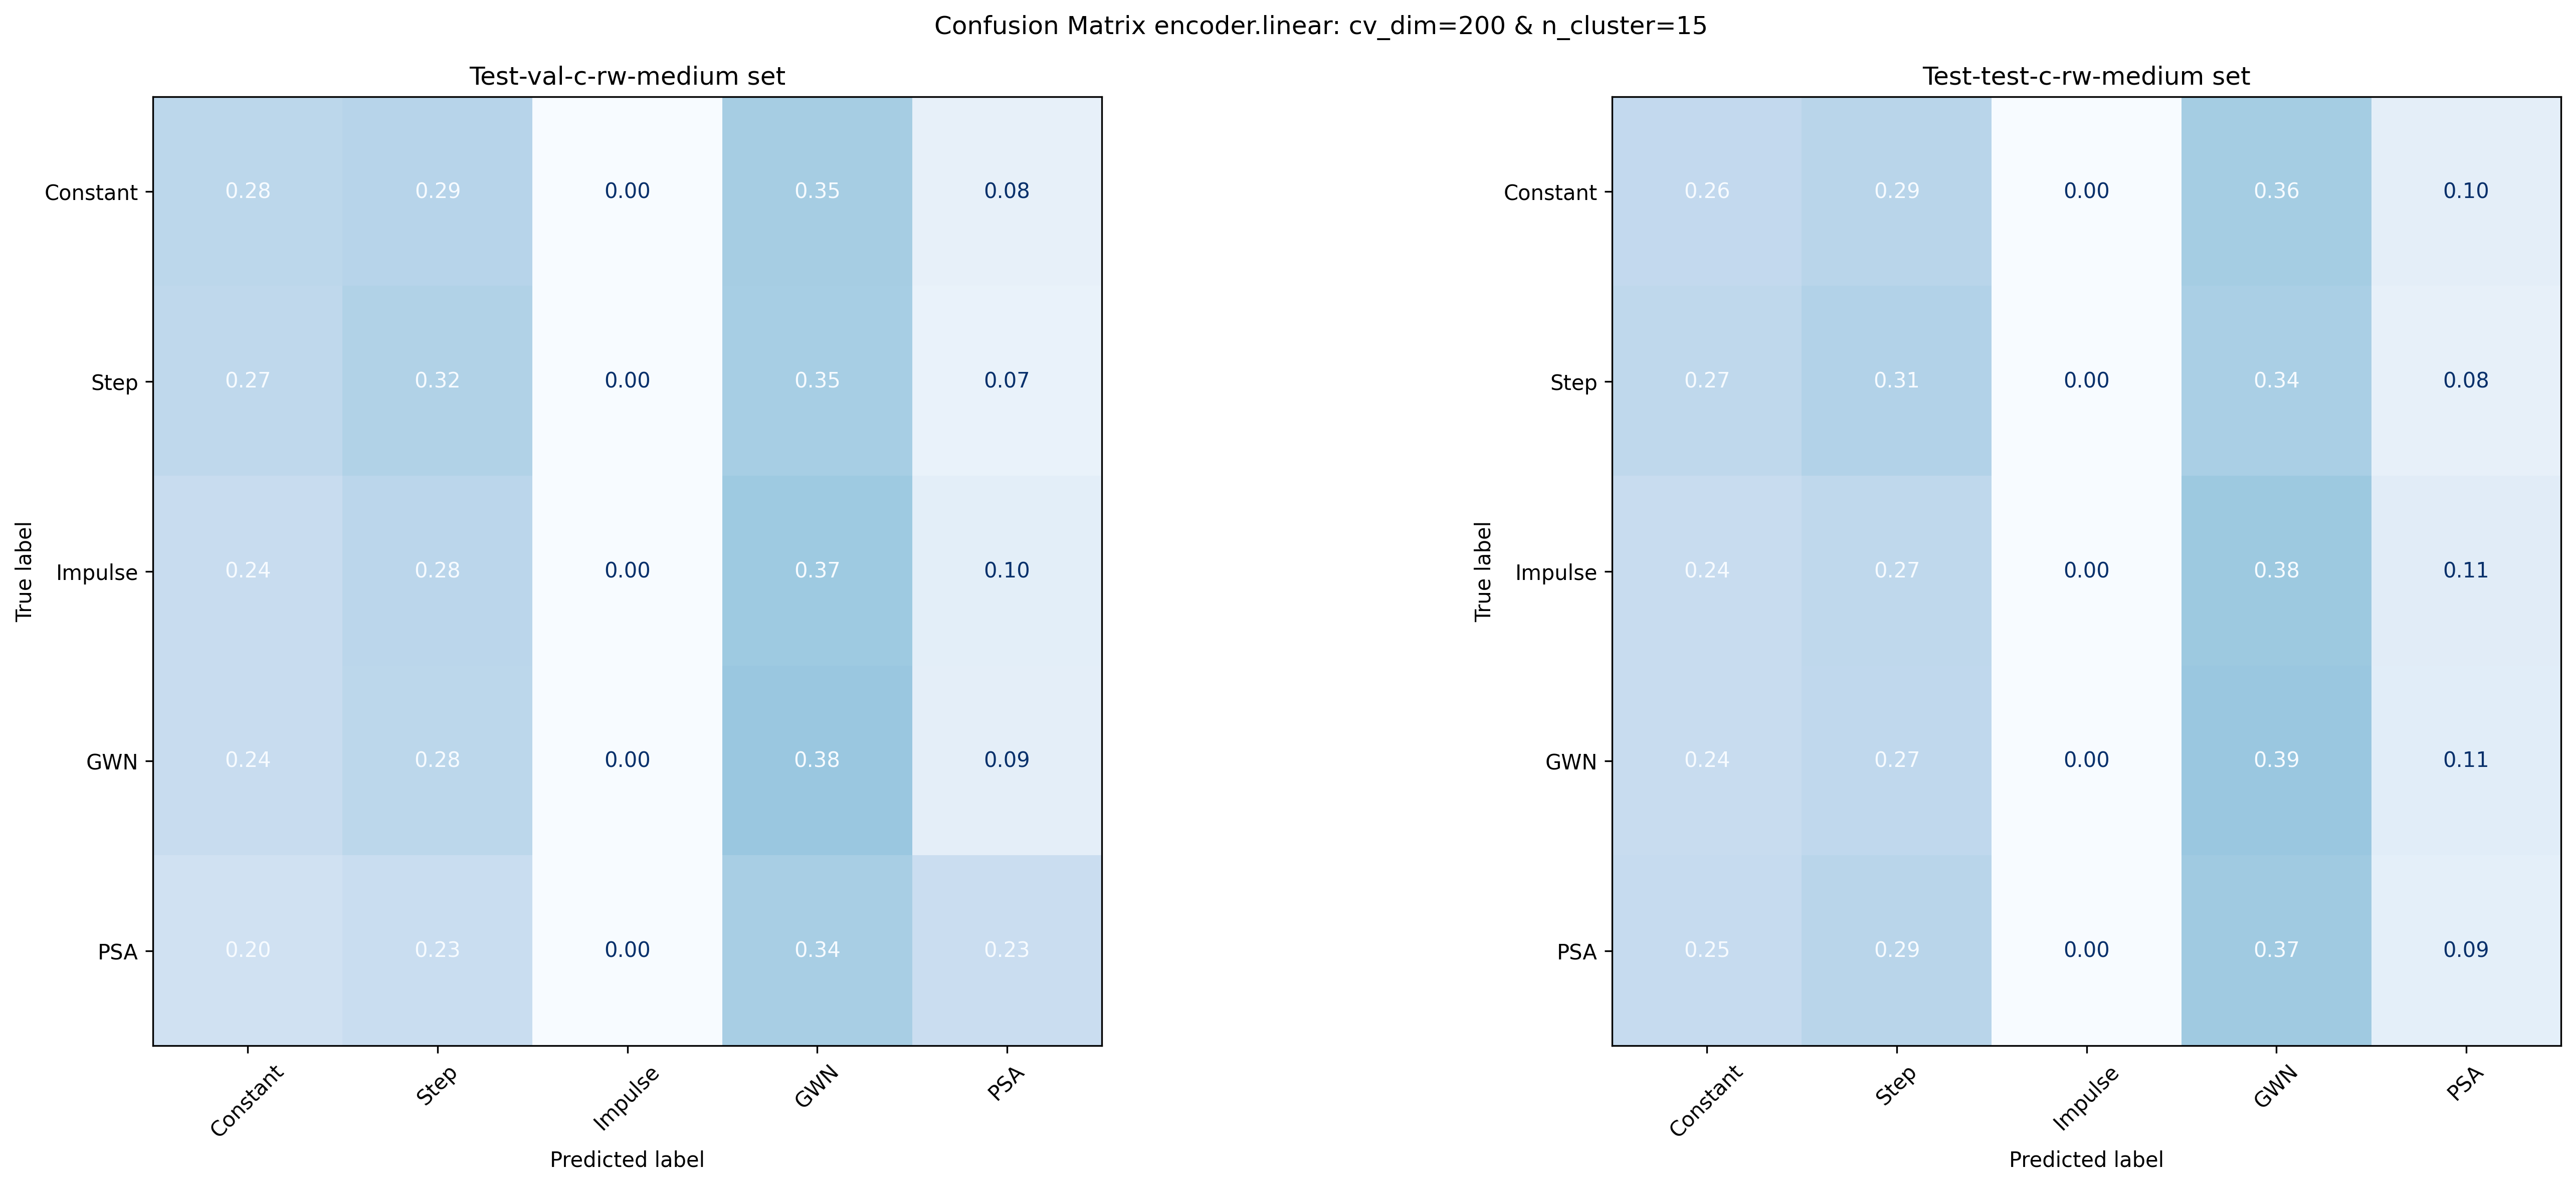 Confusion Matrix encoder.linear: cv_dim=200 & n_cluster=15
Test-val-c-rw-medium set
Constant 0.28 0.29 0.00 0.35 0.08
Step 0.27 0.32 0.00 0.35 0.07
Impulse 0.24 0.28 0.00 0.37 0.10
GWN 0.24 0.28 0.00 0.38 0.09
PSA 0.20 0.23 0.00 0.34 0.23
True label
Constant Step Impulse GWN PSA
Predicted label
Test-test-c-rw-medium set
Constant 0.26 0.29 0.00 0.36 0.10
Step 0.27 0.31 0.00 0.34 0.08
Impulse 0.24 0.27 0.00 0.38 0.11
GWN 0.24 0.27 0.00 0.39 0.11
PSA 0.25 0.29 0.00 0.37 0.09
True label
Constant Step Impulse GWN PSA
Predicted label